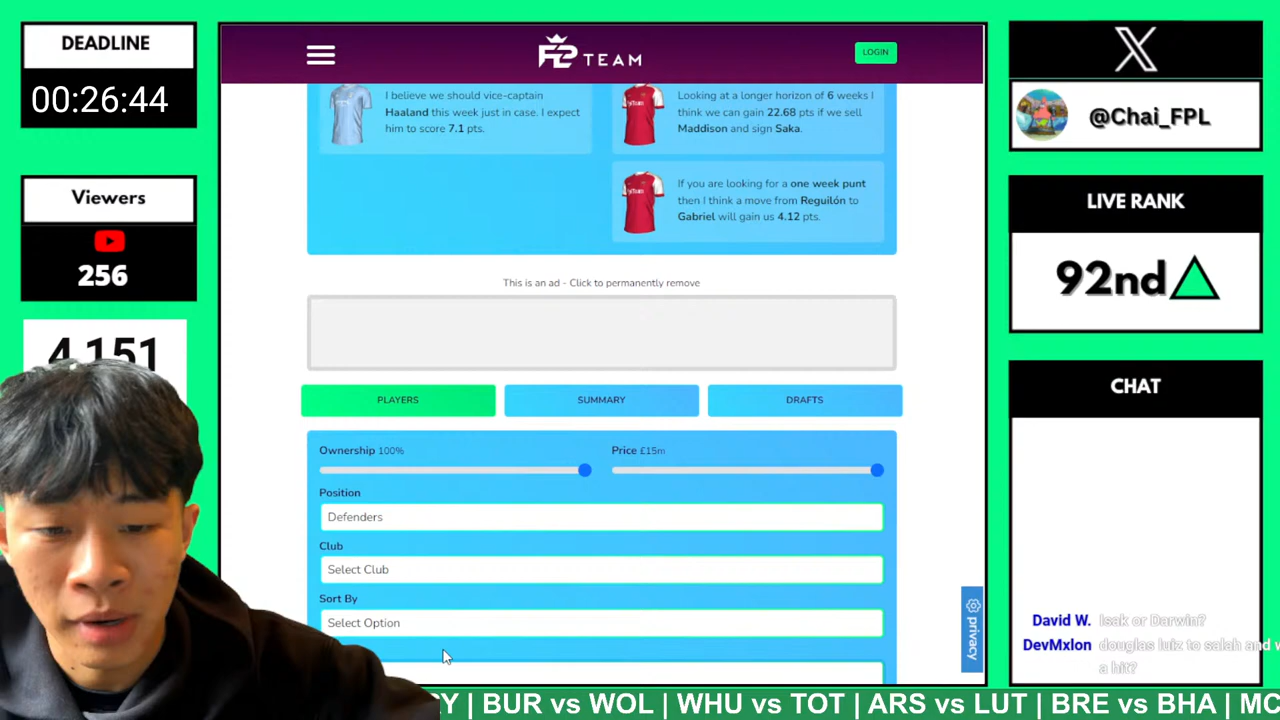 DEADLINE
00:26:44
Viewers
256
4,151
F2 TEAM
LOGIN
I believe we should vice-captain
Haaland this week just in case. I expect
him to score 7.1 pts.
Looking at a longer horizon of 6 weeks I
think we can gain 22.68 pts if we sell
Maddison and sign Saka.
If you are looking for a one week punt
then I think a move from Reguilón to
Gabriel will gain us 4.12 pts.
This is an ad - Click to permanently remove
PLAYERS
SUMMARY
DRAFTS
Ownership 100%
Price £15m
Position
Defenders
Club
Select Club
Sort By
Select Option
privacy
X
@Chai_FPL
LIVE RANK
92nd
CHAT
David W. Isak or Darwin?
DevMxlon douglas luiz to salah and w
a hit?
Y | BUR vs WOL | WHU vs TOT | ARS vs LUT | BRE vs BHA | MC